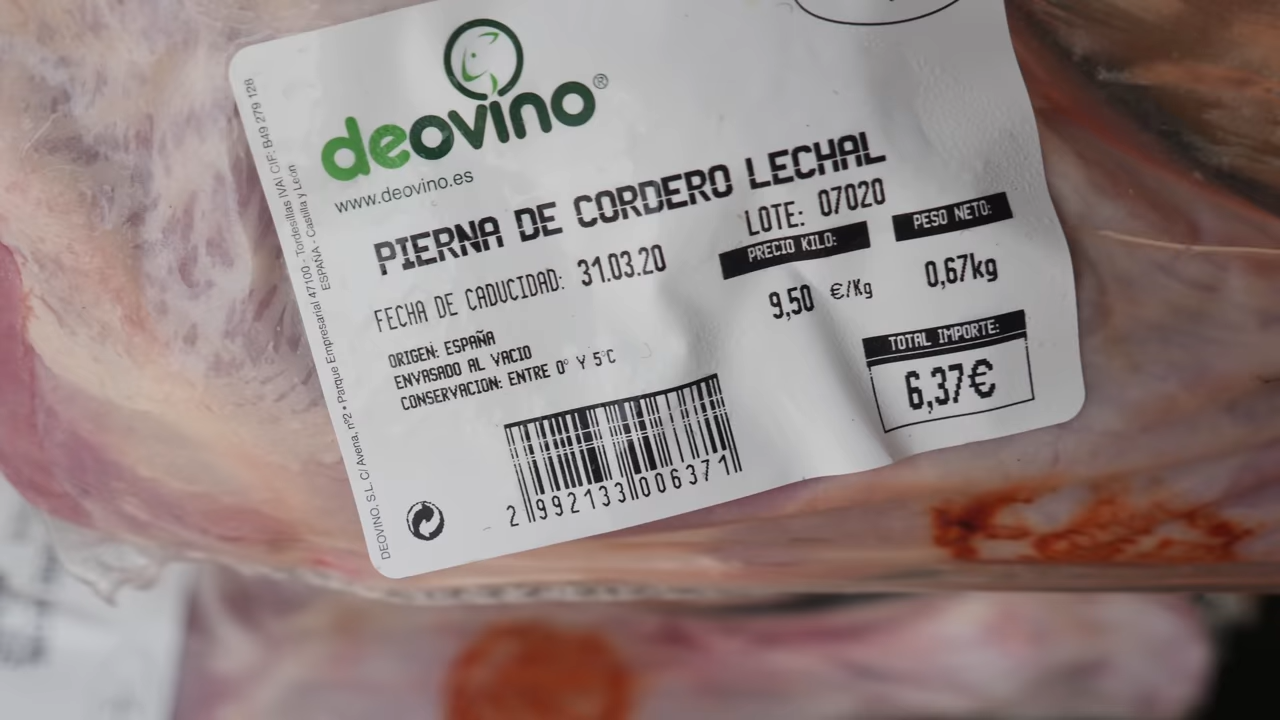 deovino®
www.deovino.es
PIERNA DE CORDERO LECHAL
FECHA DE CADUCIDAD: 31.03.20
LOTE: 07020
PRECIO KILO:
9,50 €/Kg
PESO NETO:
0,67kg
ORIGEN: ESPAÑA
ENVASADO AL VACIO
CONSERVACION: ENTRE 0° Y 5°C
TOTAL IMPORTE:
6,37€
2 992133 006371
DEOVINO. S.L. C/ Avena, nº2 • Parque Empresarial 47100 - Tordesillas (VA) CIF: B49 279 128
ESPAÑA - Castilla y León